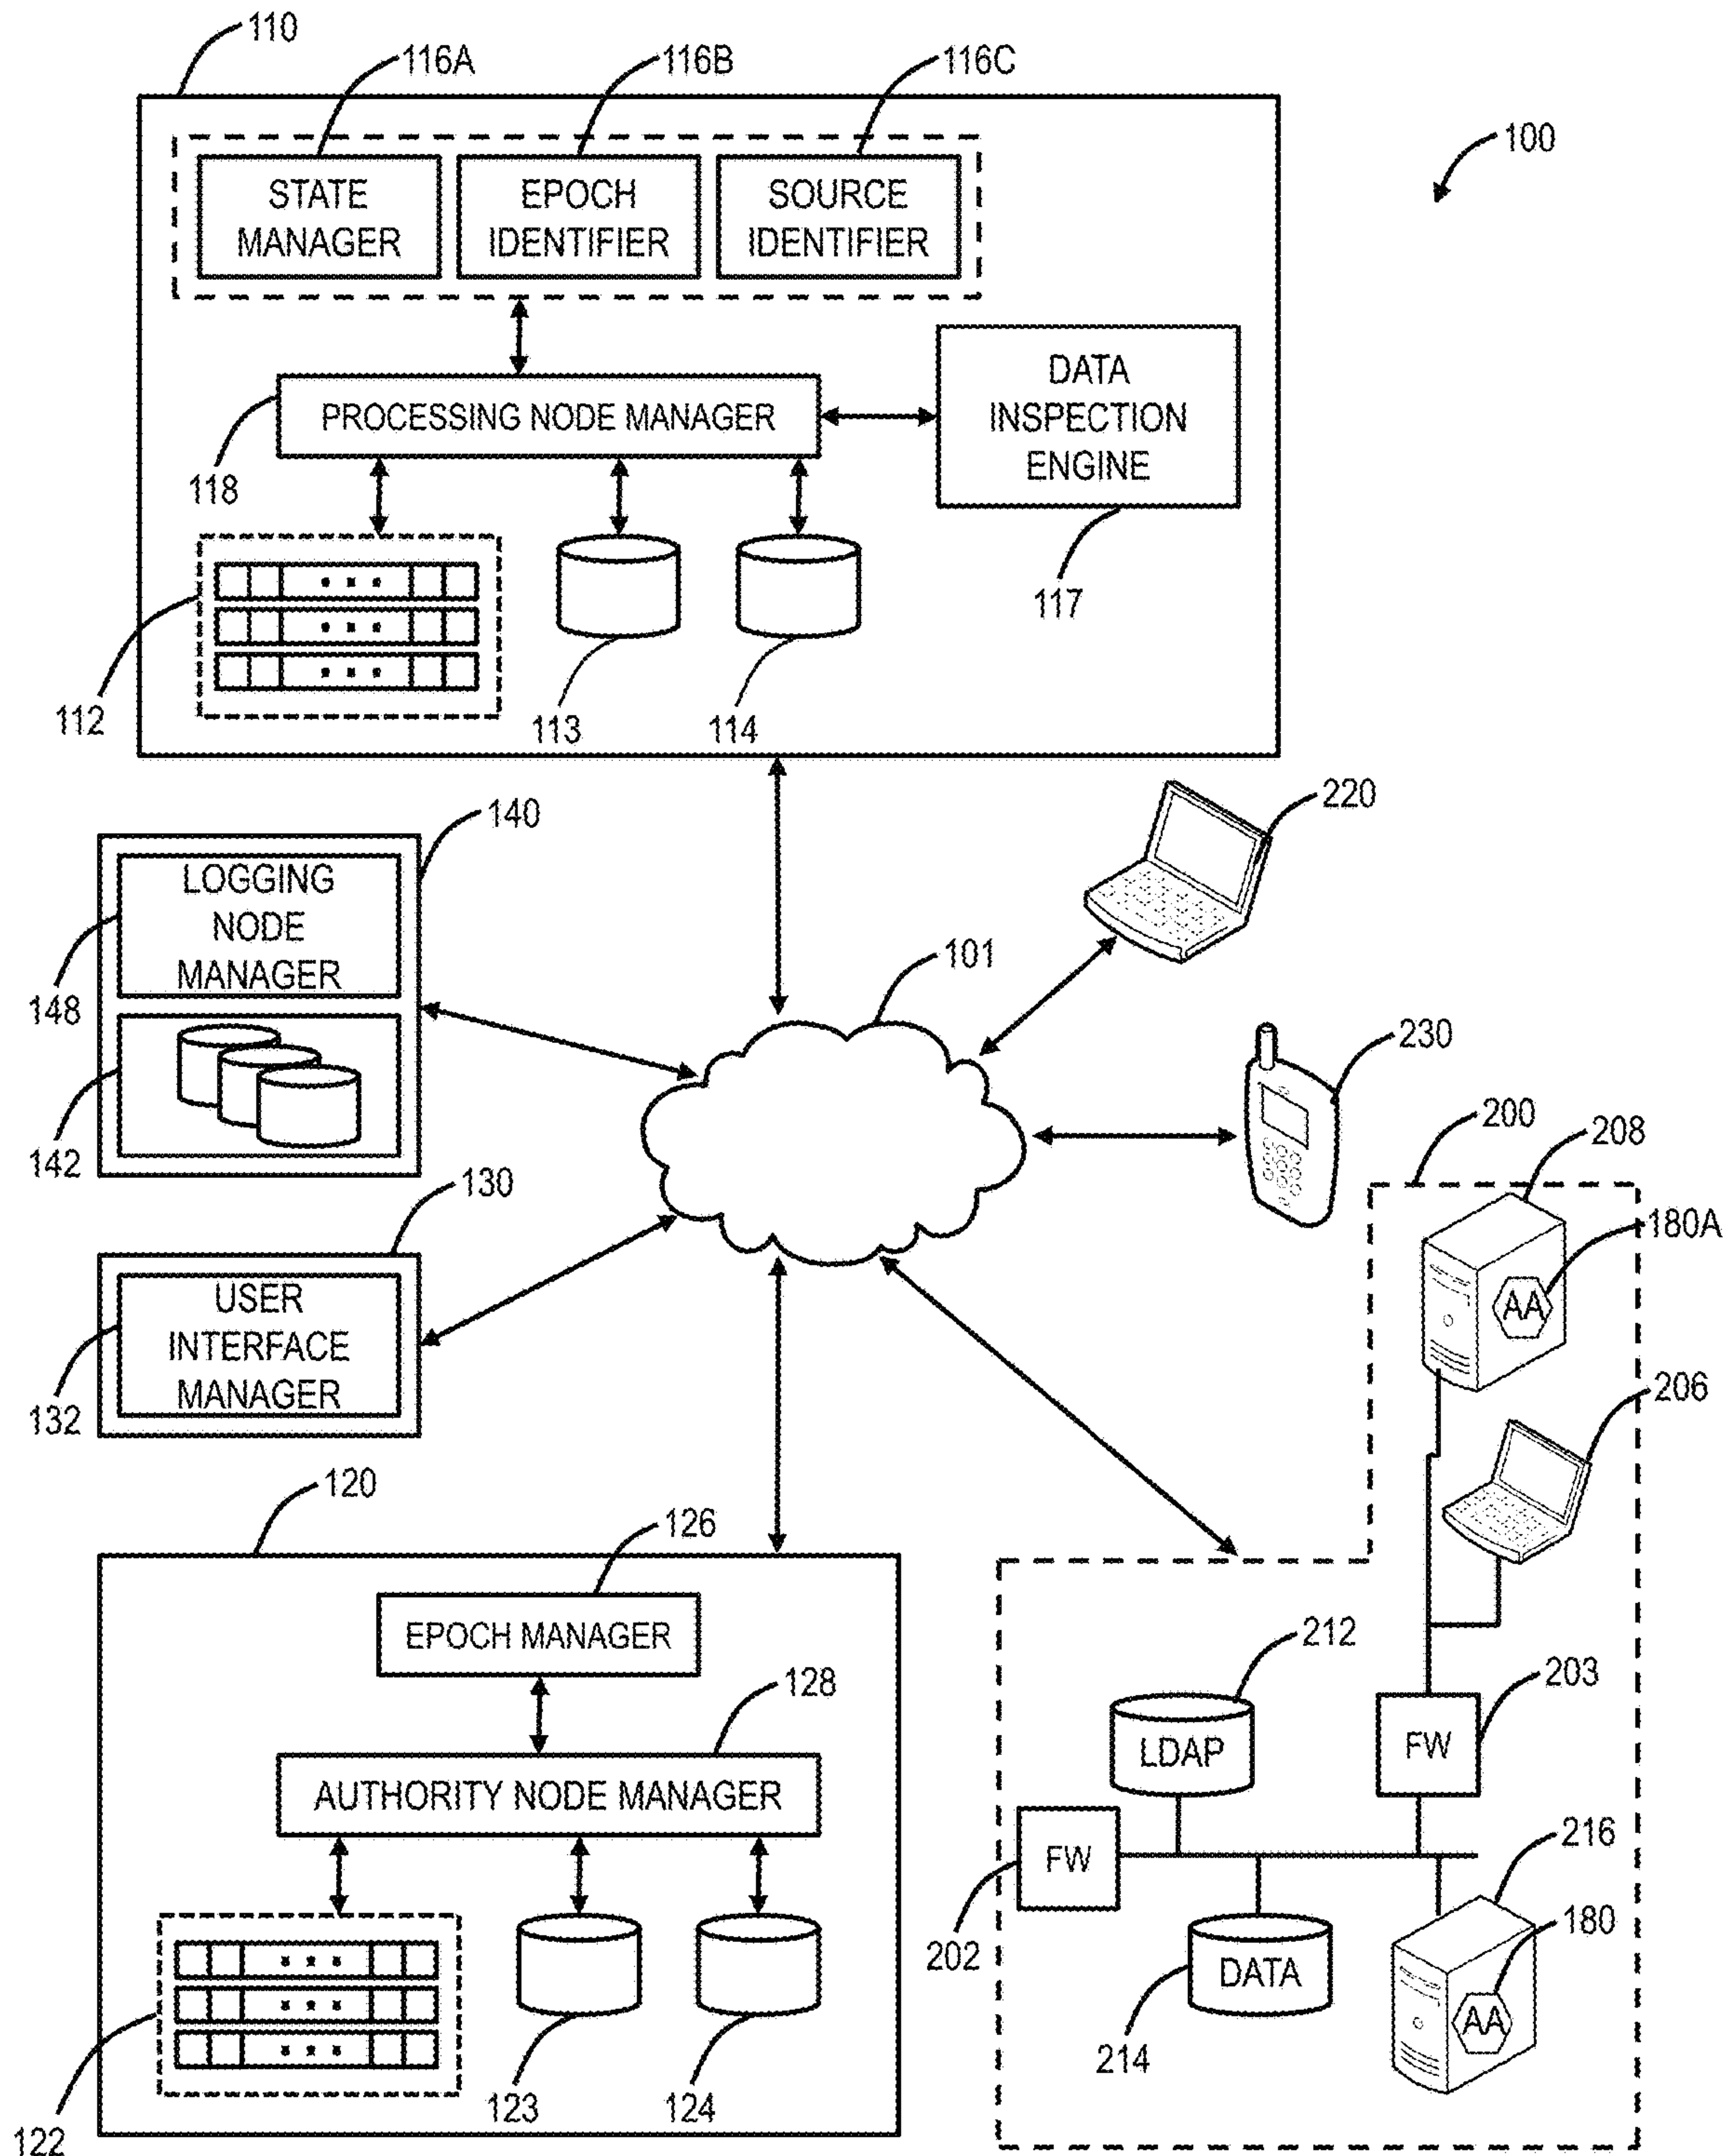 110
116A
116B
116C
100
STATE
MANAGER
EPOCH
IDENTIFIER
SOURCE
IDENTIFIER
DATA
INSPECTION
ENGINE
PROCESSING NODE MANAGER
118
117
112
113
114
140
220
LOGGING
NODE
MANAGER
148
101
230
142
200
208
180A
130
USER
INTERFACE
MANAGER
132
AA
206
120
126
EPOCH MANAGER
212
128
203
LDAP
FW
AUTHORITY NODE MANAGER
216
FW
180
202
DATA
AA
214
123
124
122